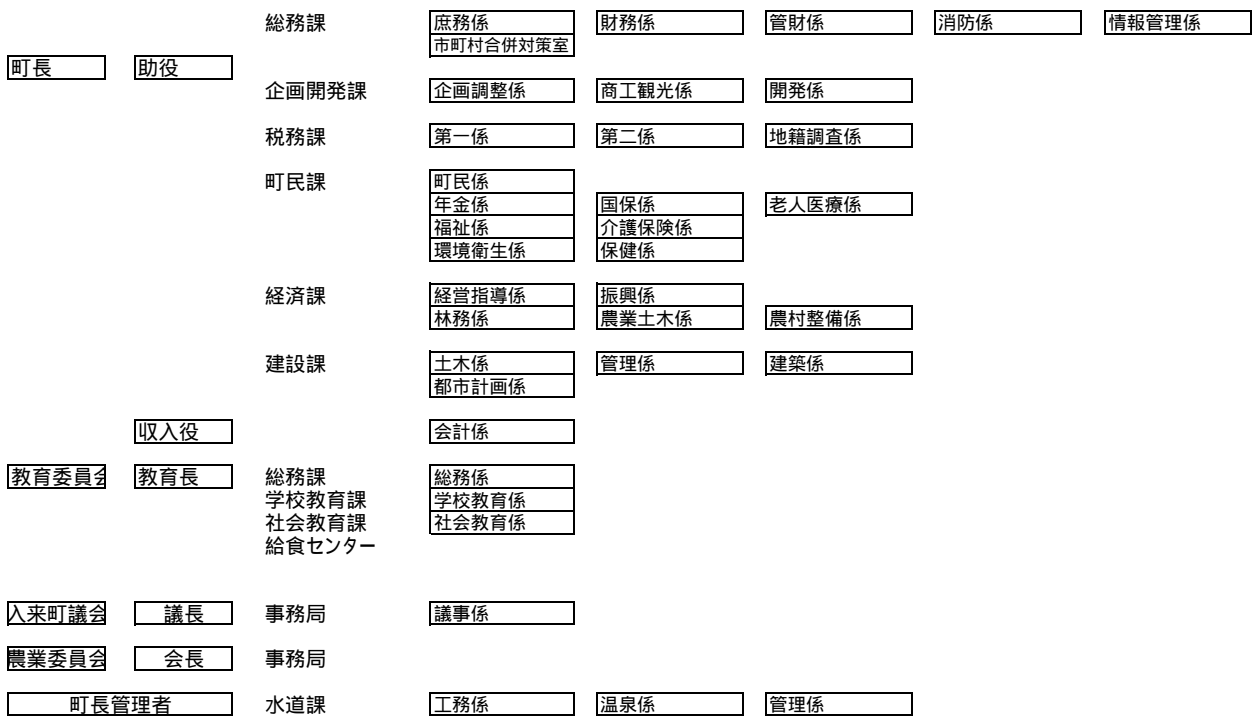 総務課 庶務係 財務係 管財係 消防係 情報管理係
市町村合併対策室
町長 助役
企画開発課 企画調整係 商工観光係 開発係
税務課 第一係 第二係 地籍調査係
町民課 町民係
年金係 国保係 老人医療係
福祉係 介護保険係
環境衛生係 保健係
経済課 経営指導係 振興係
林務係 農業土木係 農村整備係
建設課 土木係 管理係 建築係
都市計画係
収入役 会計係
教育委員会 教育長 総務課 総務係
学校教育課 学校教育係
社会教育課 社会教育係
給食センター
入来町議会 議長 事務局 議事係
農業委員会 会長 事務局
町長管理者 水道課 工務係 温泉係 管理係